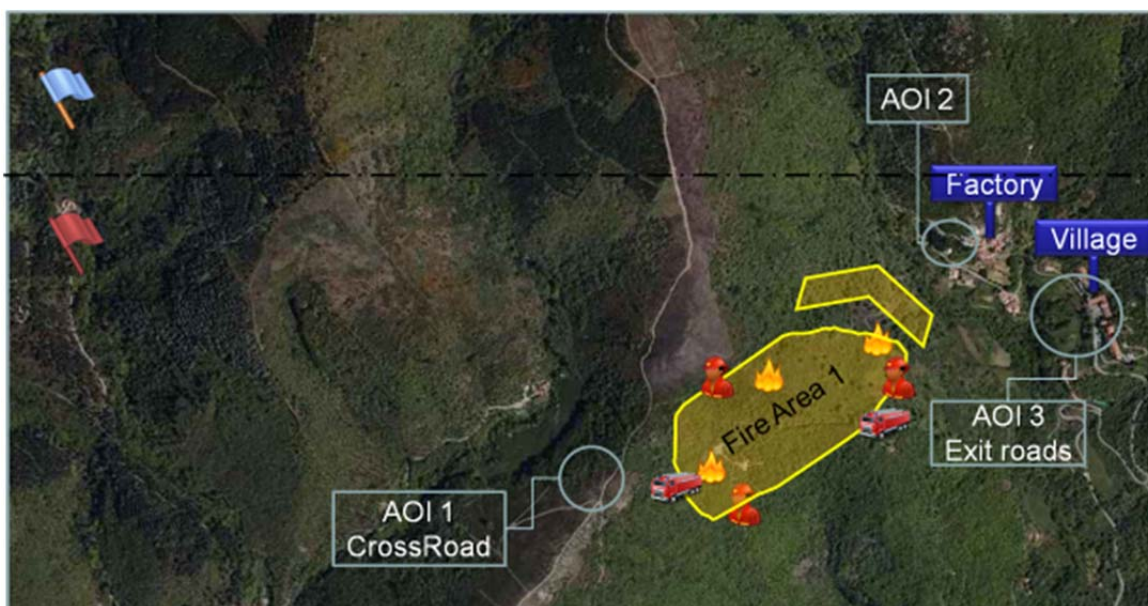 AOI 2
Factory
Village
Fire Area 1
AOI 3
Exit roads
AOI 1
CrossRoad